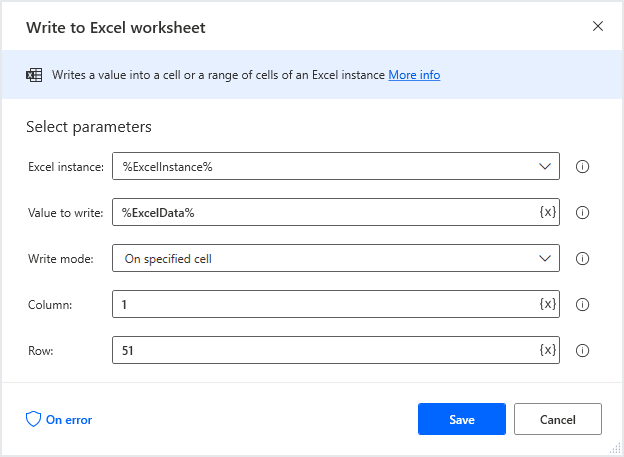 Write to Excel worksheet
Writes a value into a cell or a range of cells of an Excel instance More info
Select parameters
Excel instance: %ExcelInstance%
Value to write: %ExcelData% {x}
Write mode: On specified cell
Column: 1 {x}
Row: 51 {x}
On error Save Cancel